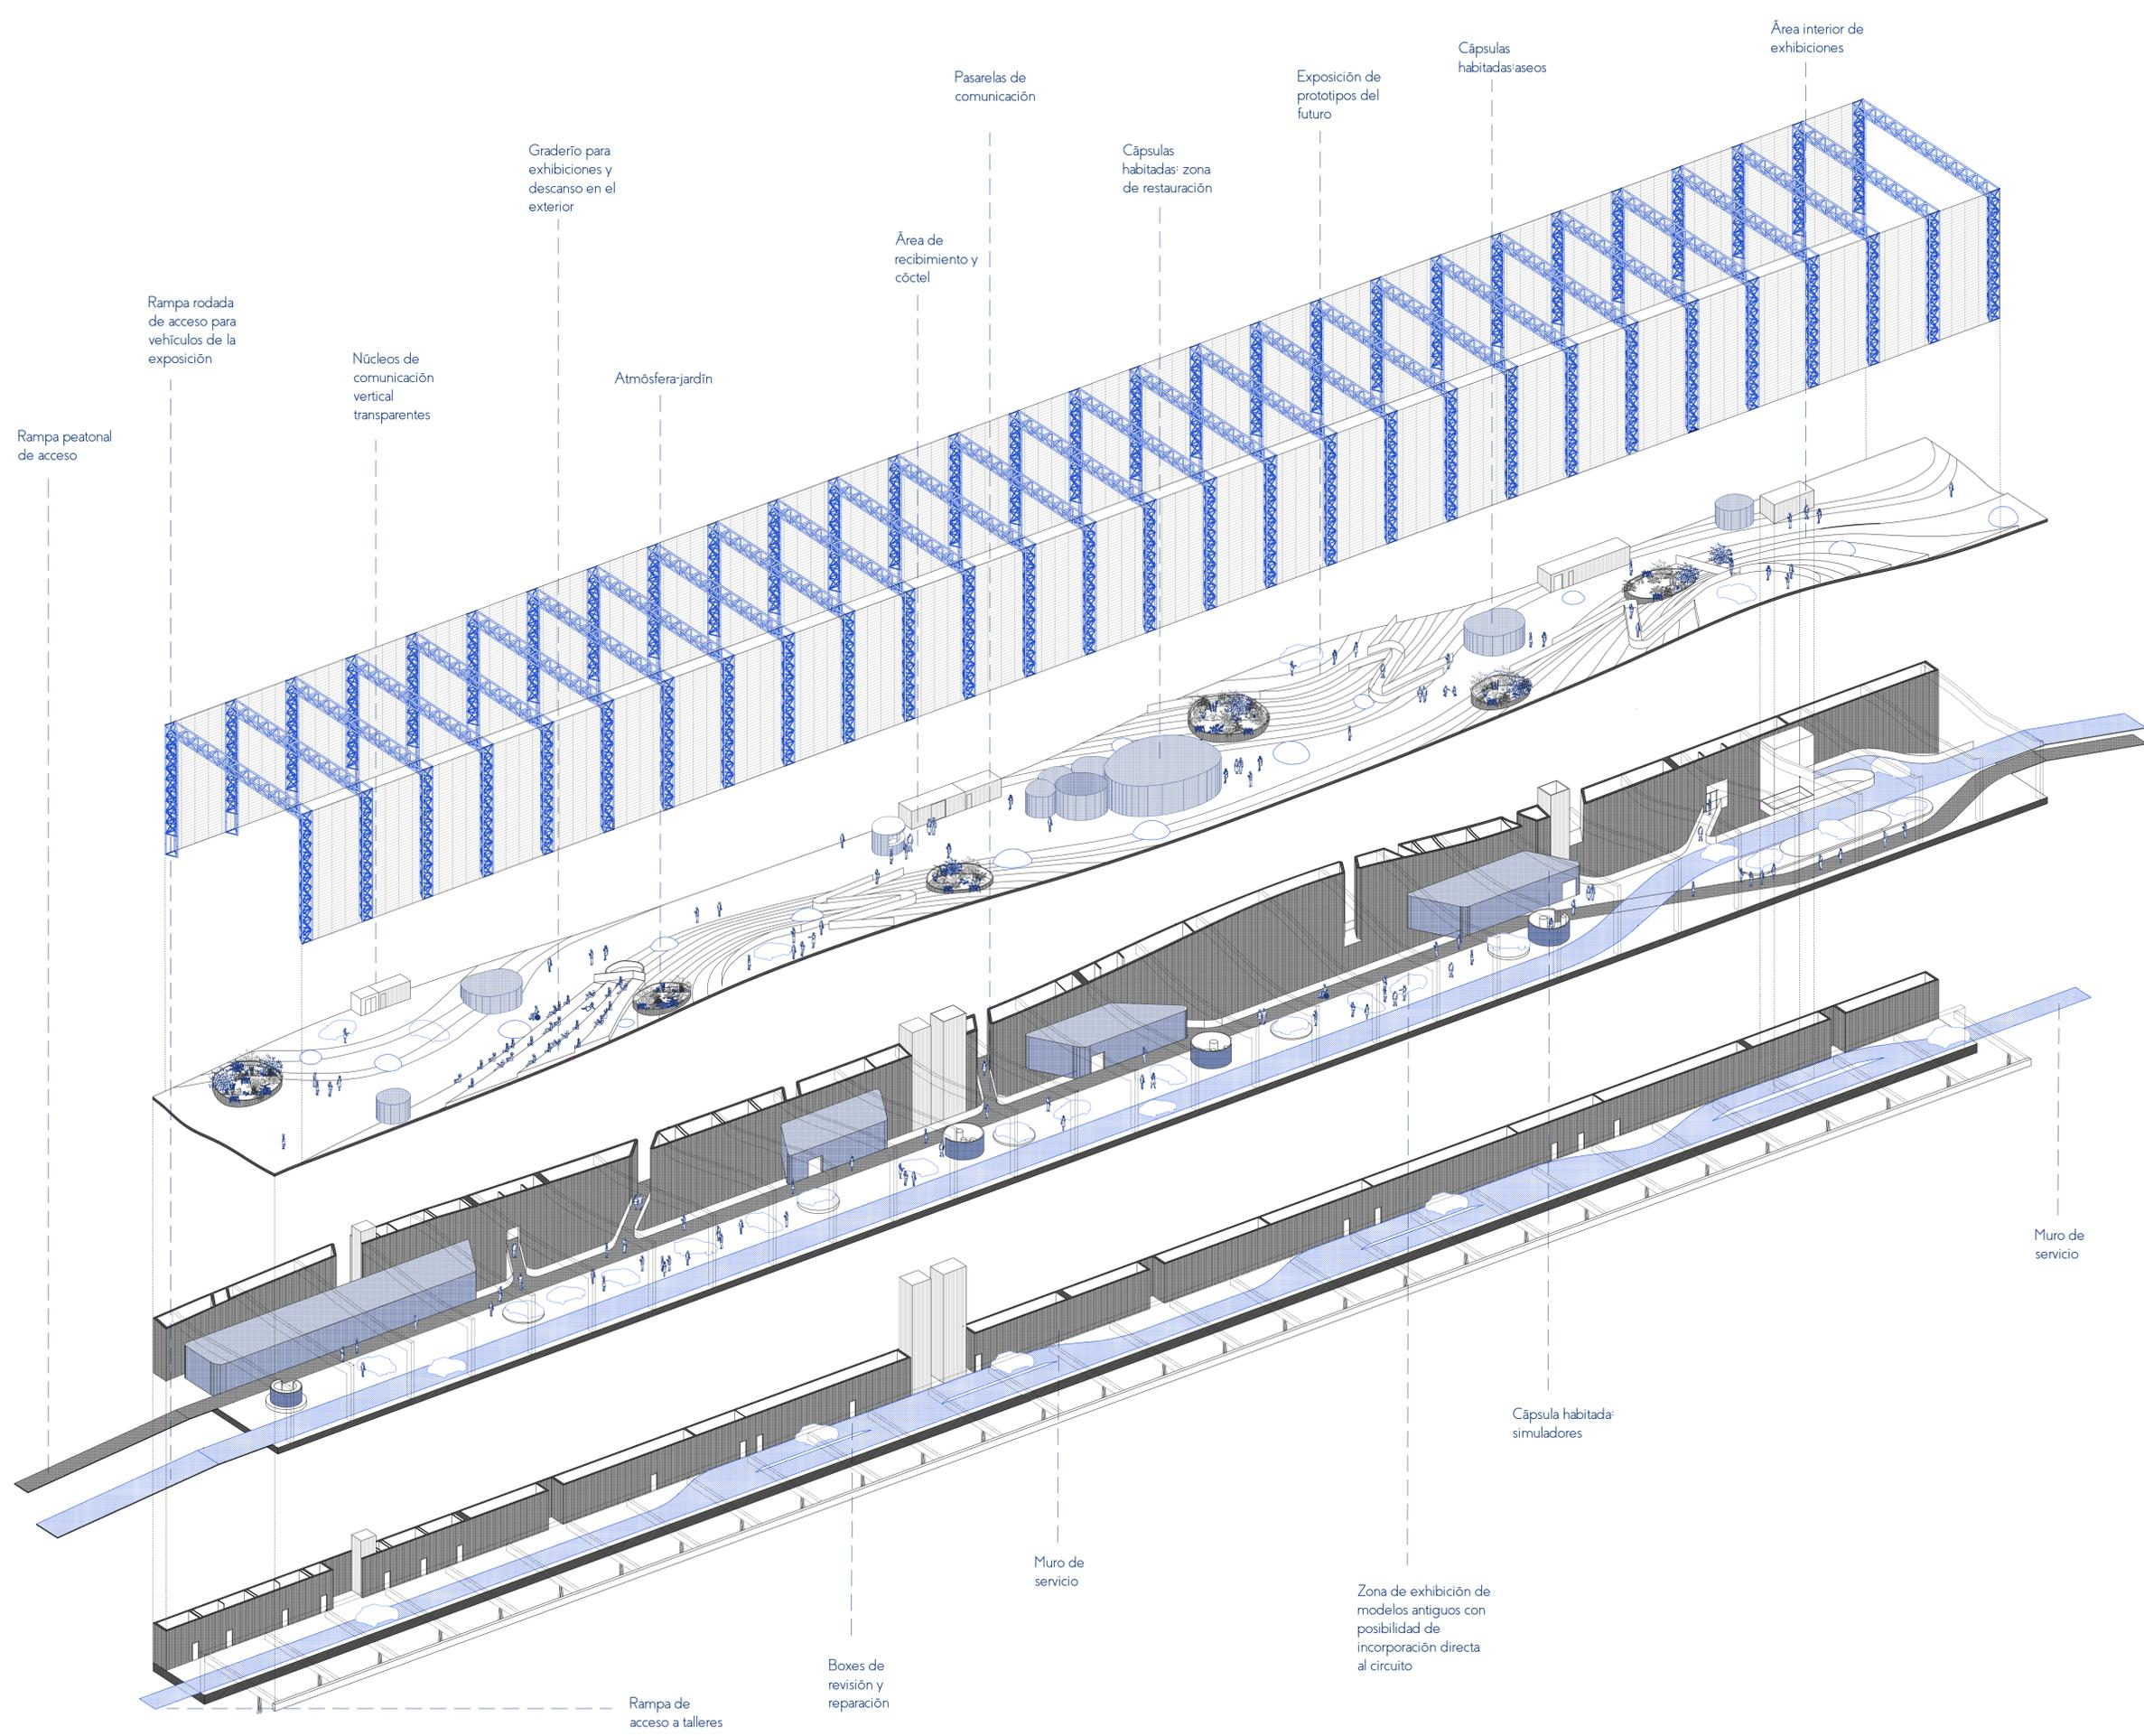 Área interior de
exhibiciones
Cápsulas
habitadas:aseos
Exposición de
prototipos del
futuro
Pasarelas de
comunicación
Cápsulas
habitadas: zona
de restauración
Graderío para
exhibiciones y
descanso en el
exterior
Área de
recibimiento y
cóctel
Rampa rodada
de acceso para
vehículos de la
exposición
Núcleos de
comunicación
vertical
transparentes
Atmósfera-jardín
Rampa peatonal
de acceso
Muro de
servicio
Cápsula habitada:
simuladores
Muro de
servicio
Zona de exhibición de
modelos antiguos con
posibilidad de
incorporación directa
al circuito
Boxes de
revisión y
reparación
Rampa de
acceso a talleres